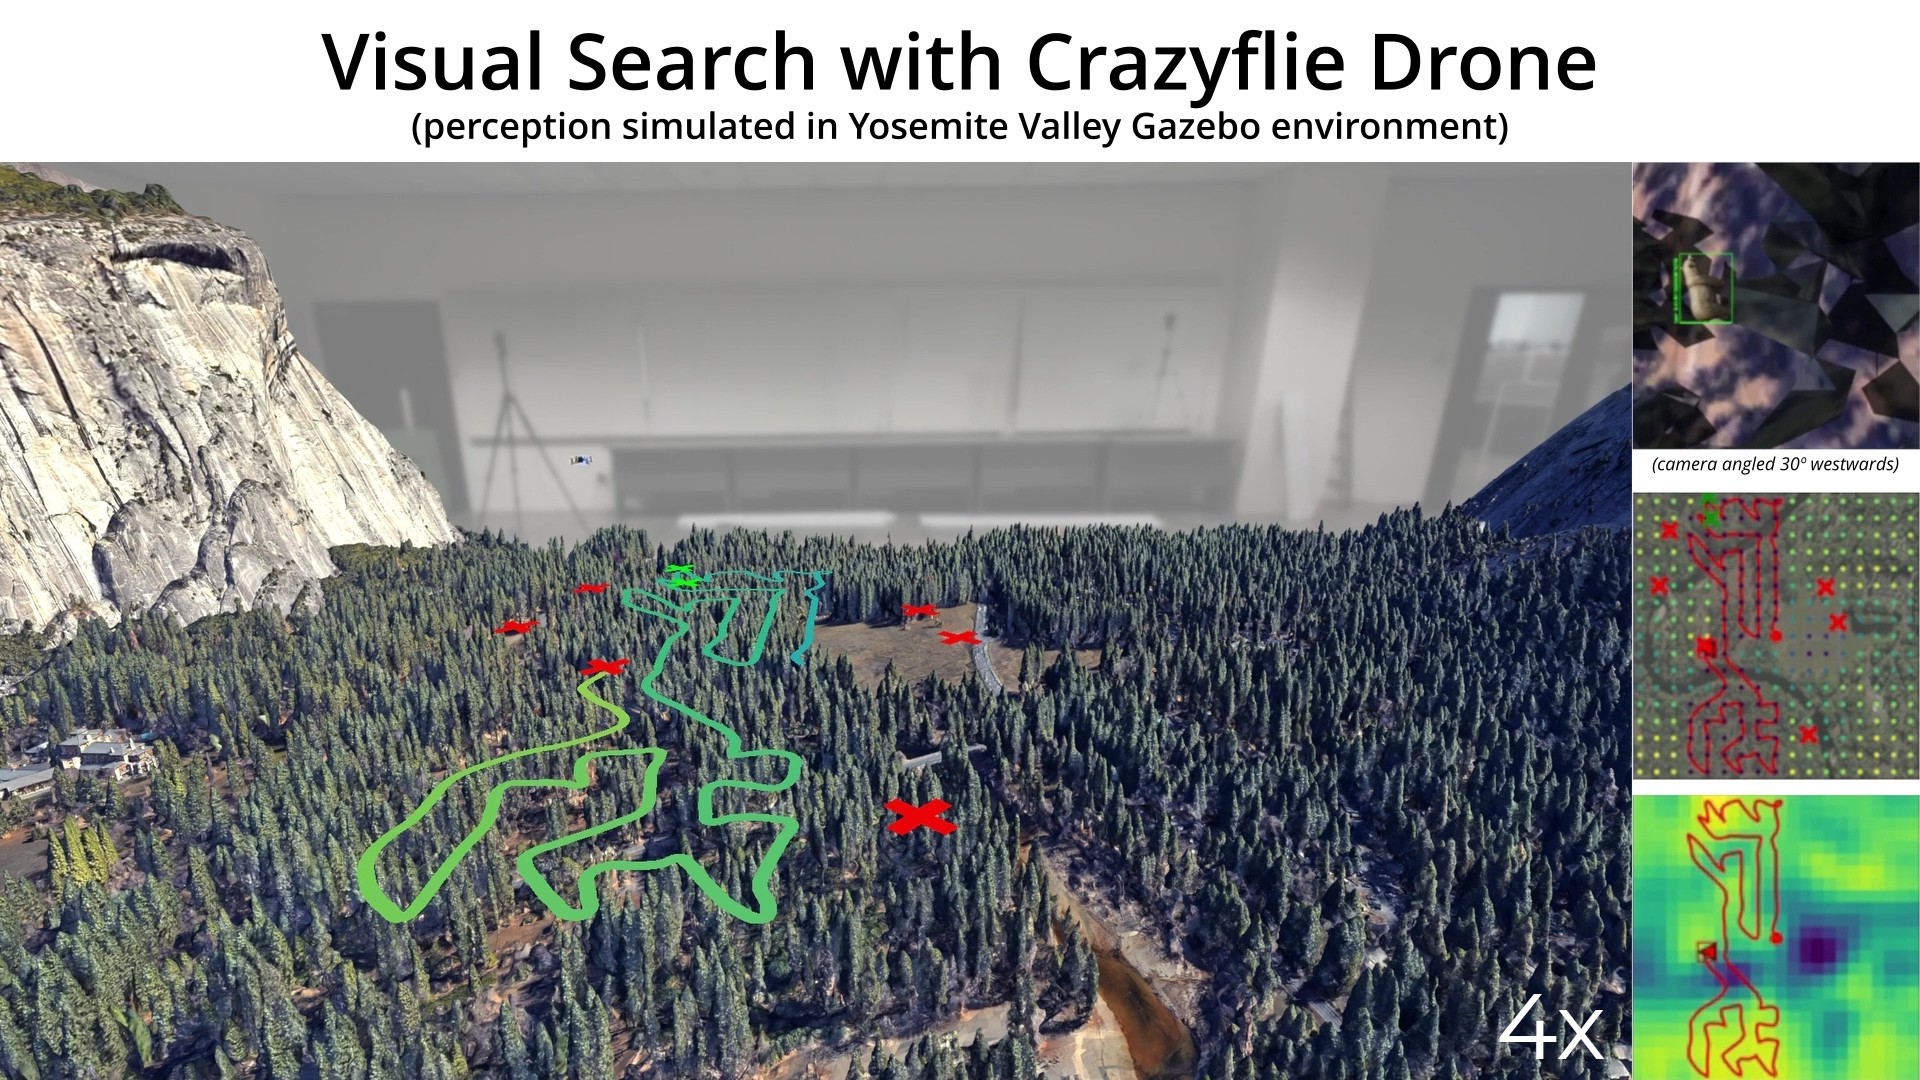 Visual Search with Crazyflie Drone
(perception simulated in Yosemite Valley Gazebo environment)
(camera angled 30º westwards)
4x